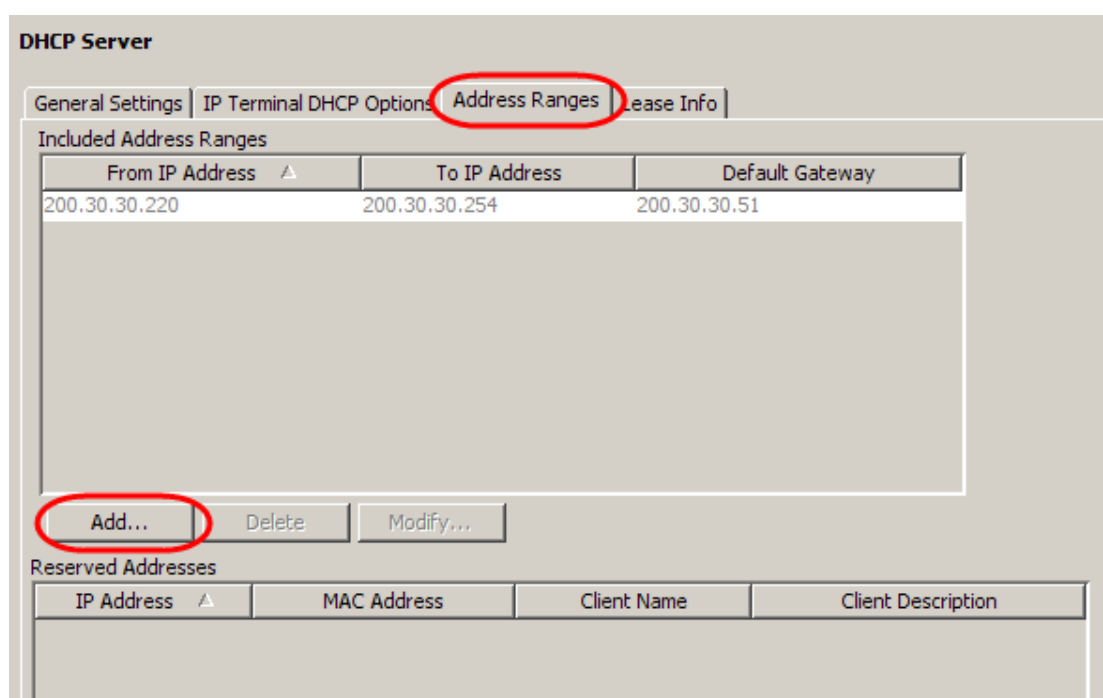 DHCP Server
General Settings IP Terminal DHCP Options Address Ranges Lease Info
Included Address Ranges
From IP Address To IP Address Default Gateway
200.30.30.220 200.30.30.254 200.30.30.51
Add... Delete Modify...
Reserved Addresses
IP Address MAC Address Client Name Client Description